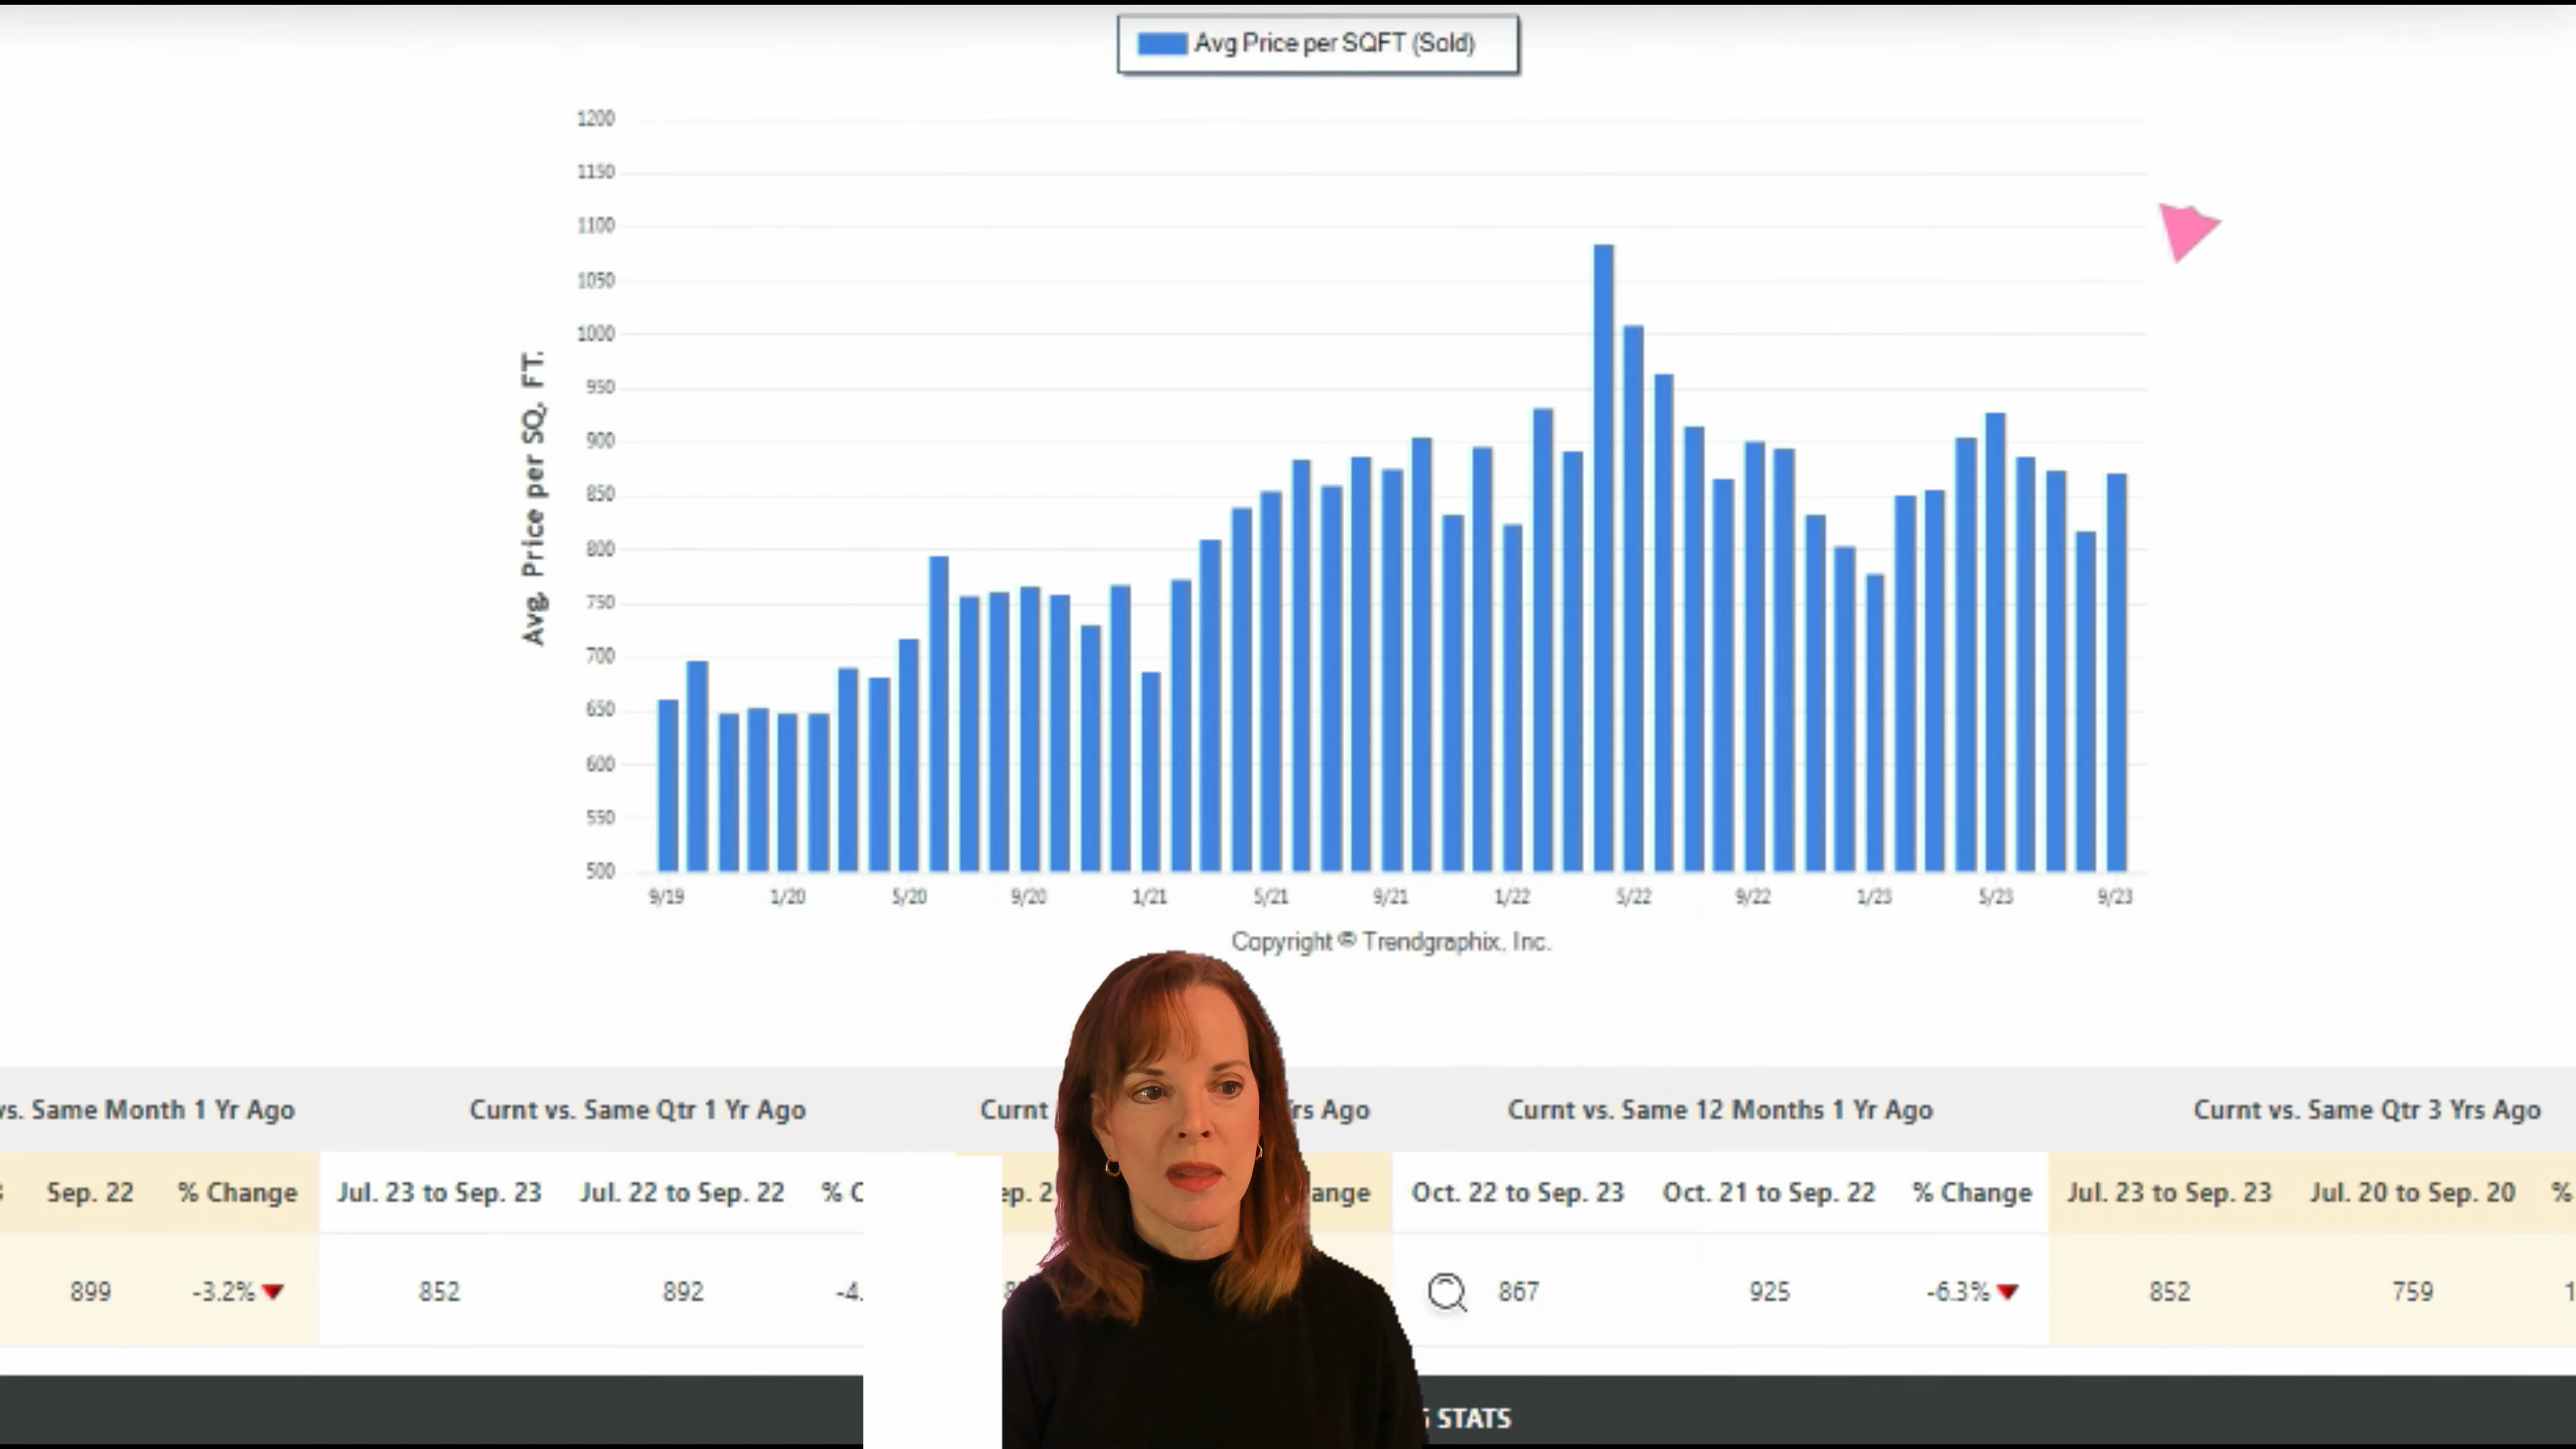 Avg Price per SQFT (Sold)
1200
1150
1100
1050
1000
950
900
850
800
750
700
650
600
550
500
Avg. Price per SQ. FT.
9/19 1/20 5/20 9/20 1/21 5/21 9/21 1/22 5/22 9/22 1/23 5/23 9/23
Copyright © Trendgraphix, Inc.
vs. Same Month 1 Yr Ago Curnt vs. Same Qtr 1 Yr Ago Curnt rs Ago Curnt vs. Same 12 Months 1 Yr Ago Curnt vs. Same Qtr 3 Yrs Ago
Sep. 22 % Change Jul. 23 to Sep. 23 Jul. 22 to Sep. 22 % C ep. 2 ange Oct. 22 to Sep. 23 Oct. 21 to Sep. 22 % Change Jul. 23 to Sep. 23 Jul. 20 to Sep. 20 %
899 -3.2% 852 892 -4. 867 925 -6.3% 852 759 1
STATS